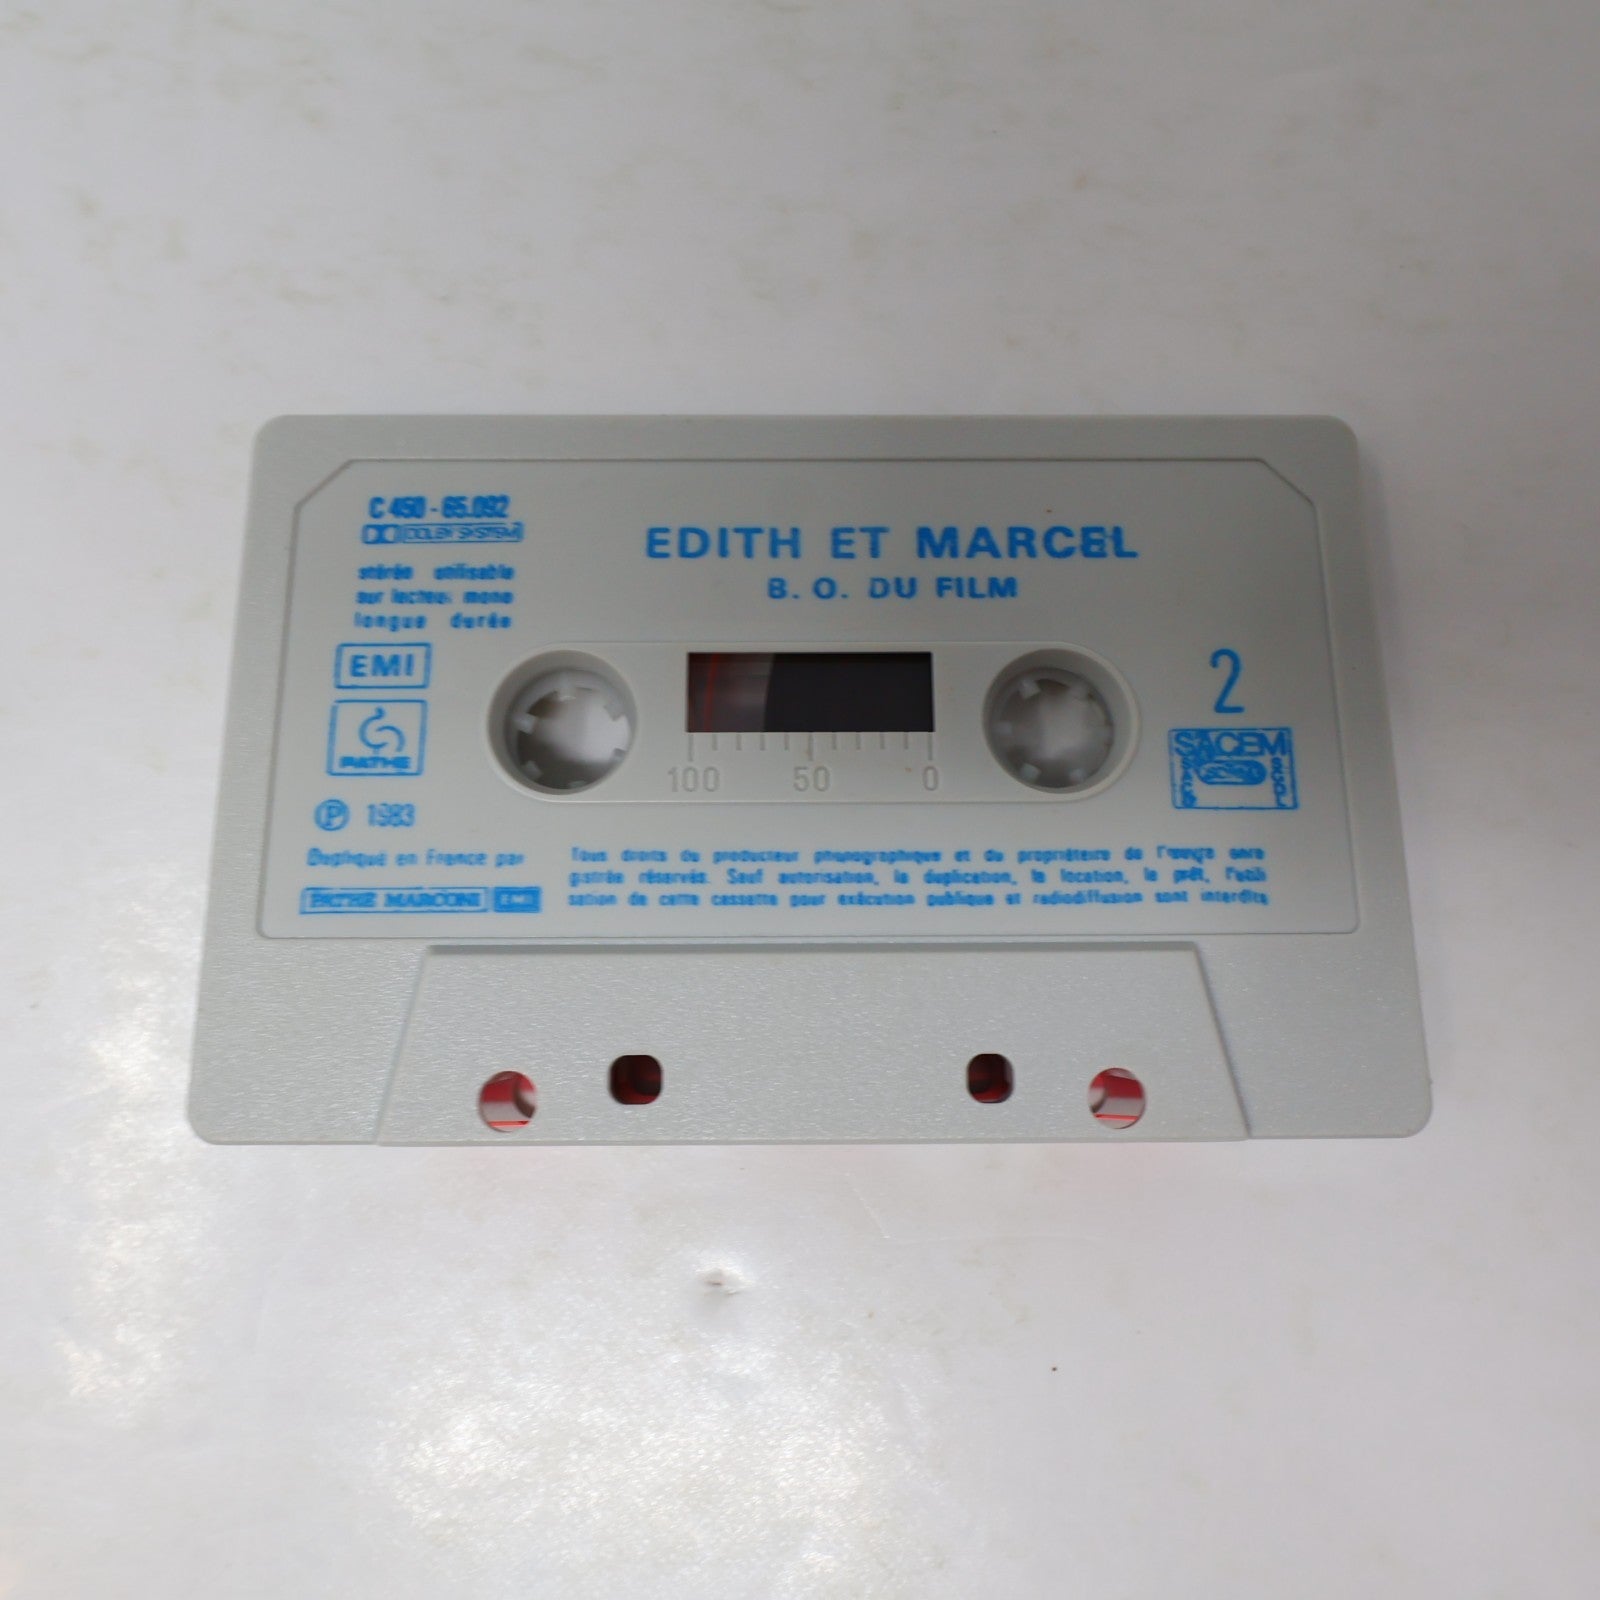 C 450 - 65.092
DOLBY SYSTEM
stéréo utilisable
sur lecteur mono
longue durée
EMI
PATHE
℗ 1983
Dupliqué en France par
PATHE MARCONI EMI
EDITH ET MARCEL
B. O. DU FILM
100 50 0
2
SACEM
Tous droits du producteur phonographique et du propriétaire de l'œuvre enre
gistrée réservés. Sauf autorisation, la duplication, la location, le prêt, l'utili
sation de cette cassette pour exécution publique et radiodiffusion sont interdits